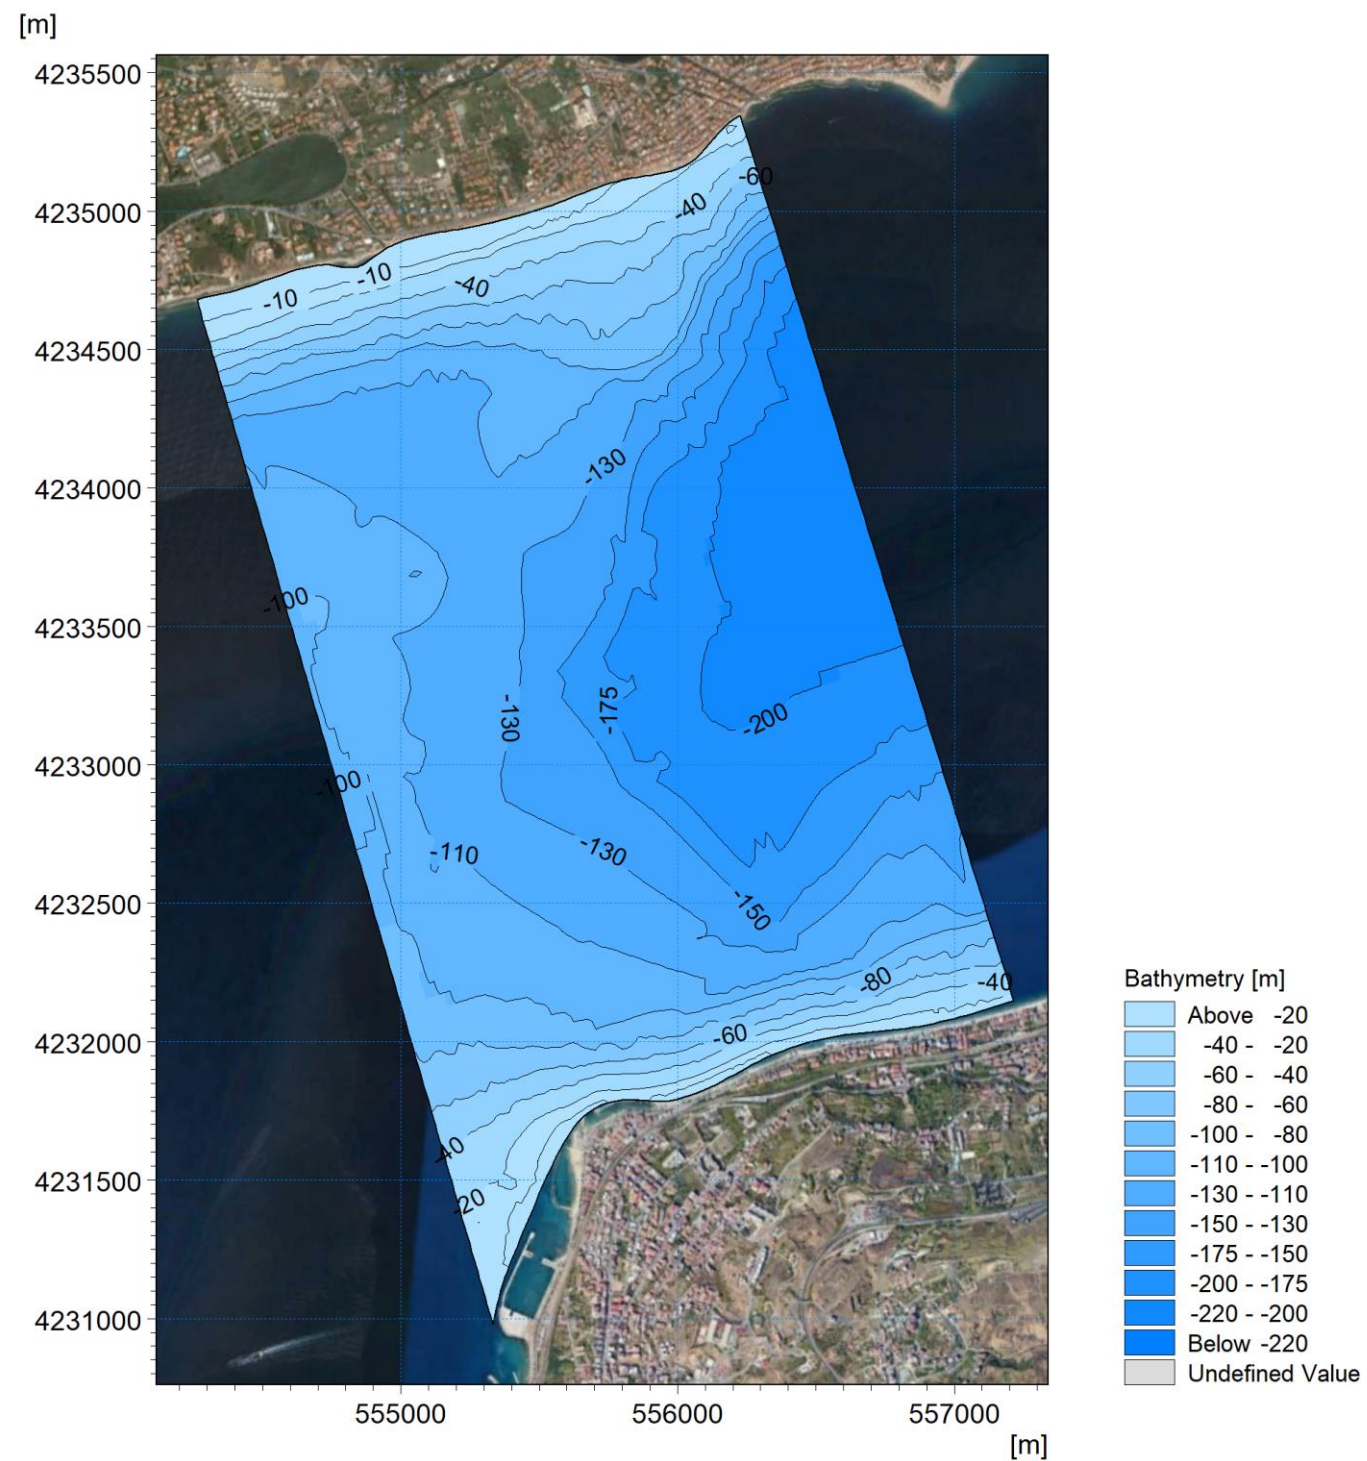 [m]
4235500
4235000
4234500
4234000
4233500
4233000
4232500
4232000
4231500
4231000
-60
-40
-10
-10
-40
-130
-100
-175
-130
-200
-100
-110
-130
-150
-80
-40
-60
-40
-20
555000
556000
557000
[m]
Bathymetry [m]
Above -20
-40 - -20
-60 - -40
-80 - -60
-100 - -80
-110 - -100
-130 - -110
-150 - -130
-175 - -150
-200 - -175
-220 - -200
Below -220
Undefined Value